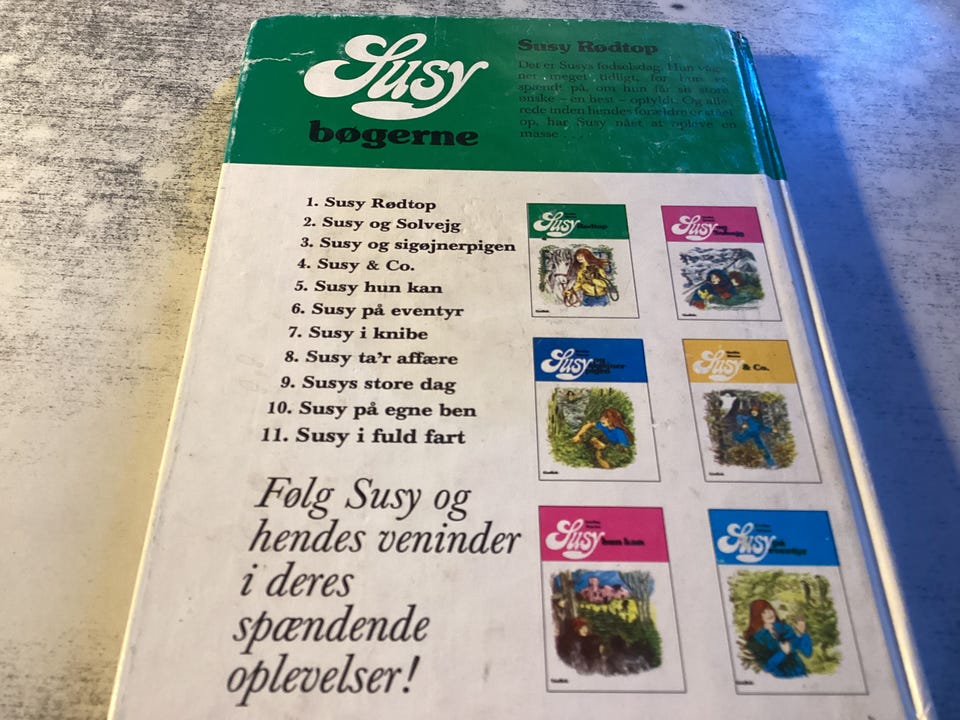 Susy
bøgerne
Susy Rødtop
Det er Susys fødselsdag. Hun våg-
ner meget tidligt, for hun er
spændt på, om hun får sit store
ønske – en hest – opfyldt. Og alle-
rede inden hendes forældre er stået
op, har Susy nået at opleve en
masse . . .
1. Susy Rødtop
2. Susy og Solvejg
3. Susy og sigøjnerpigen
4. Susy & Co.
5. Susy hun kan
6. Susy på eventyr
7. Susy i knibe
8. Susy ta'r affære
9. Susys store dag
10. Susy på egne ben
11. Susy i fuld fart
Følg Susy og
hendes veninder
i deres
spændende
oplevelser!
Susy Rødtop
Susy og
Solvejg
Susy og
Susy & Co.
Susy hun kan
Susy på
eventyr